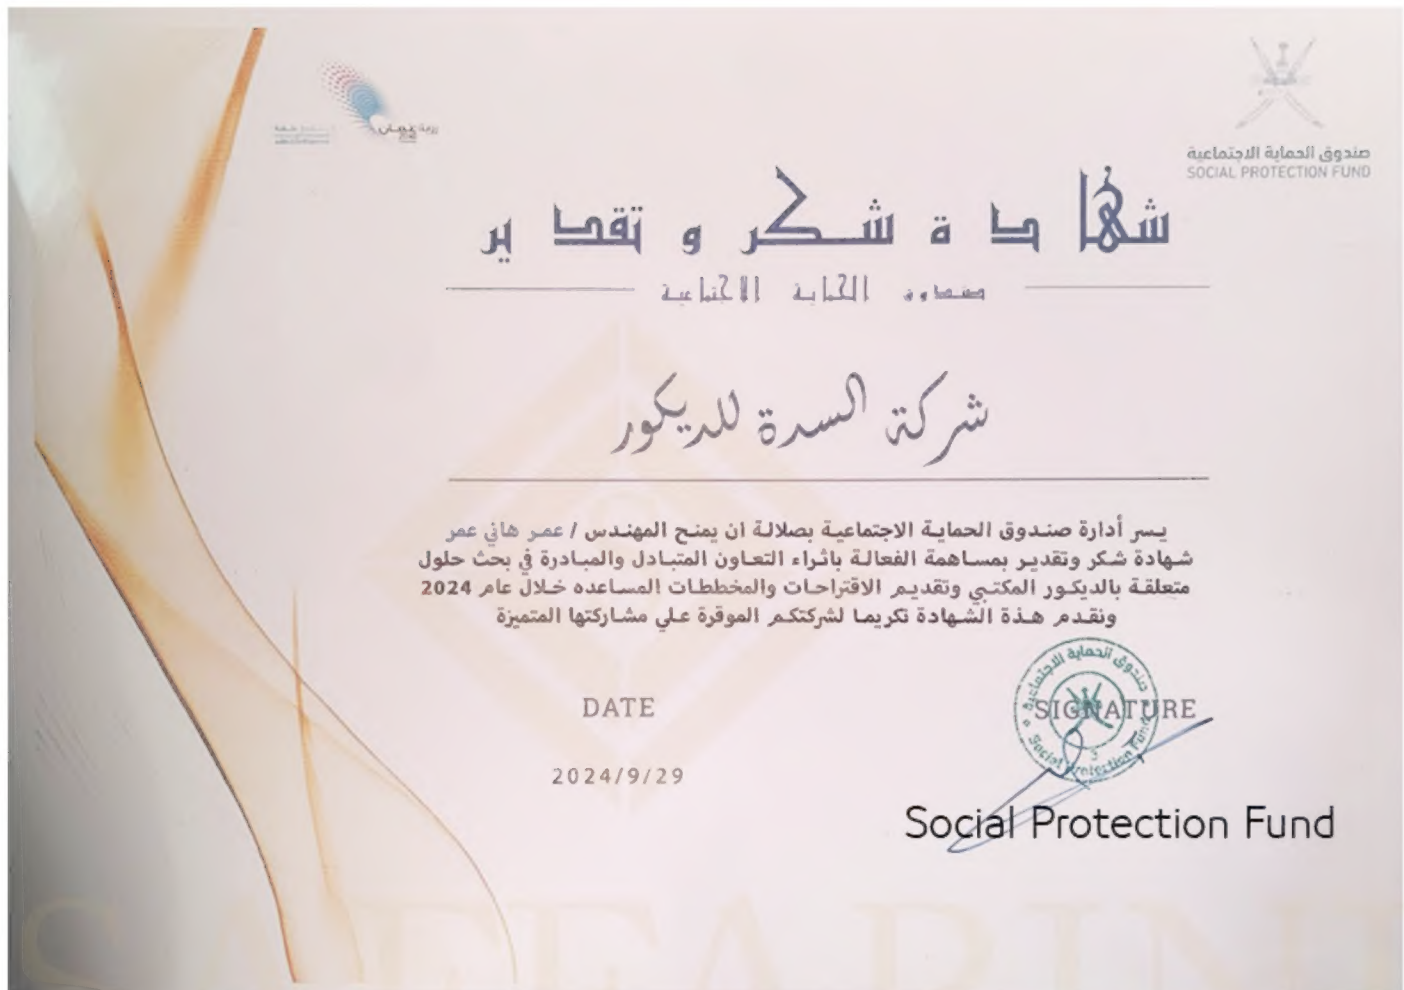 رؤية عُمان
صندوق الحماية الاجتماعية
SOCIAL PROTECTION FUND
شهادة شكر و تقدير
صندوق الحماية الاجتماعية
شركة السدرة للديكور
يسر أدارة صندوق الحماية الاجتماعية بصلالة ان يمنح المهندس / عمر هاني عمر
شهادة شكر وتقدير بمساهمة الفعالة باثراء التعاون المتبادل والمبادرة في بحث حلول
متعلقة بالديكور المكتبي وتقديم الاقتراحات والمخططات المساعده خلال عام 2024
ونقدم هذة الشهادة تكريما لشركتكم الموقرة علي مشاركتها المتميزة
SIGNATURE
DATE
صندوق الحماية الاجتماعية
Social Protection Fund
2024/9/29
Social Protection Fund
SAFFARINI